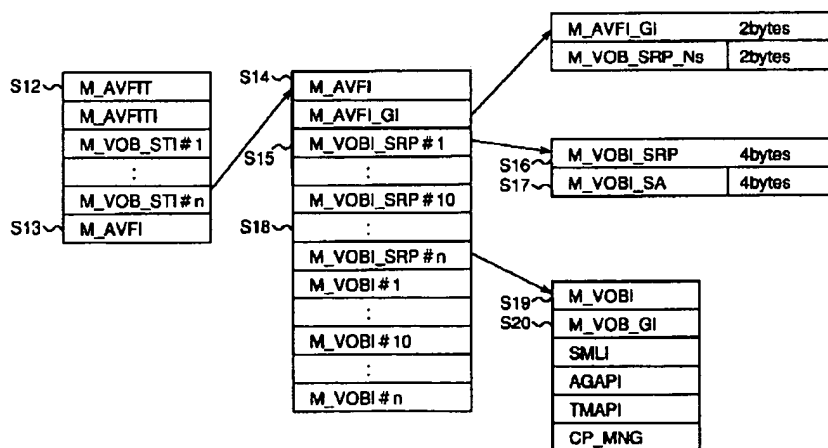 S12
M_AVFIT
M_AVFITI
M_VOB_STI#1
:
M_VOB_STI#n
S13
M_AVFI
S14
M_AVFI
M_AVFI_GI
S15
M_VOBI_SRP#1
:
M_VOBI_SRP#10
S18
:
M_VOBI_SRP#n
M_VOBI#1
:
M_VOBI#10
:
M_VOBI#n
M_AVFI_GI 2bytes
M_VOB_SRP_Ns 2bytes
M_VOBI_SRP 4bytes
S16
S17
M_VOBI_SA 4bytes
S19
M_VOBI
S20
M_VOB_GI
SMLI
AGAPI
TMAPI
CP_MNG